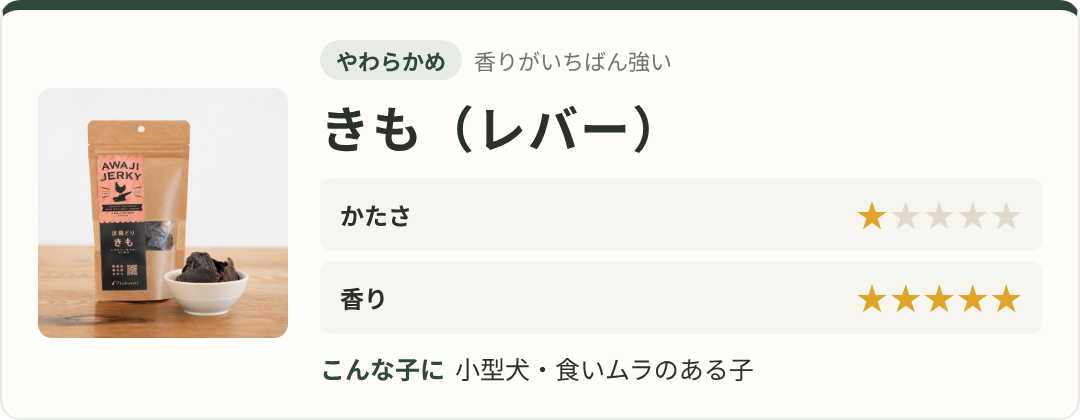 やわらかめ 香りがいちばん強い
きも（レバー）
AWAJI
JERKY
淡路どり
きも
かたさ ★★★★★
香り ★★★★★
こんな子に 小型犬・食いムラのある子